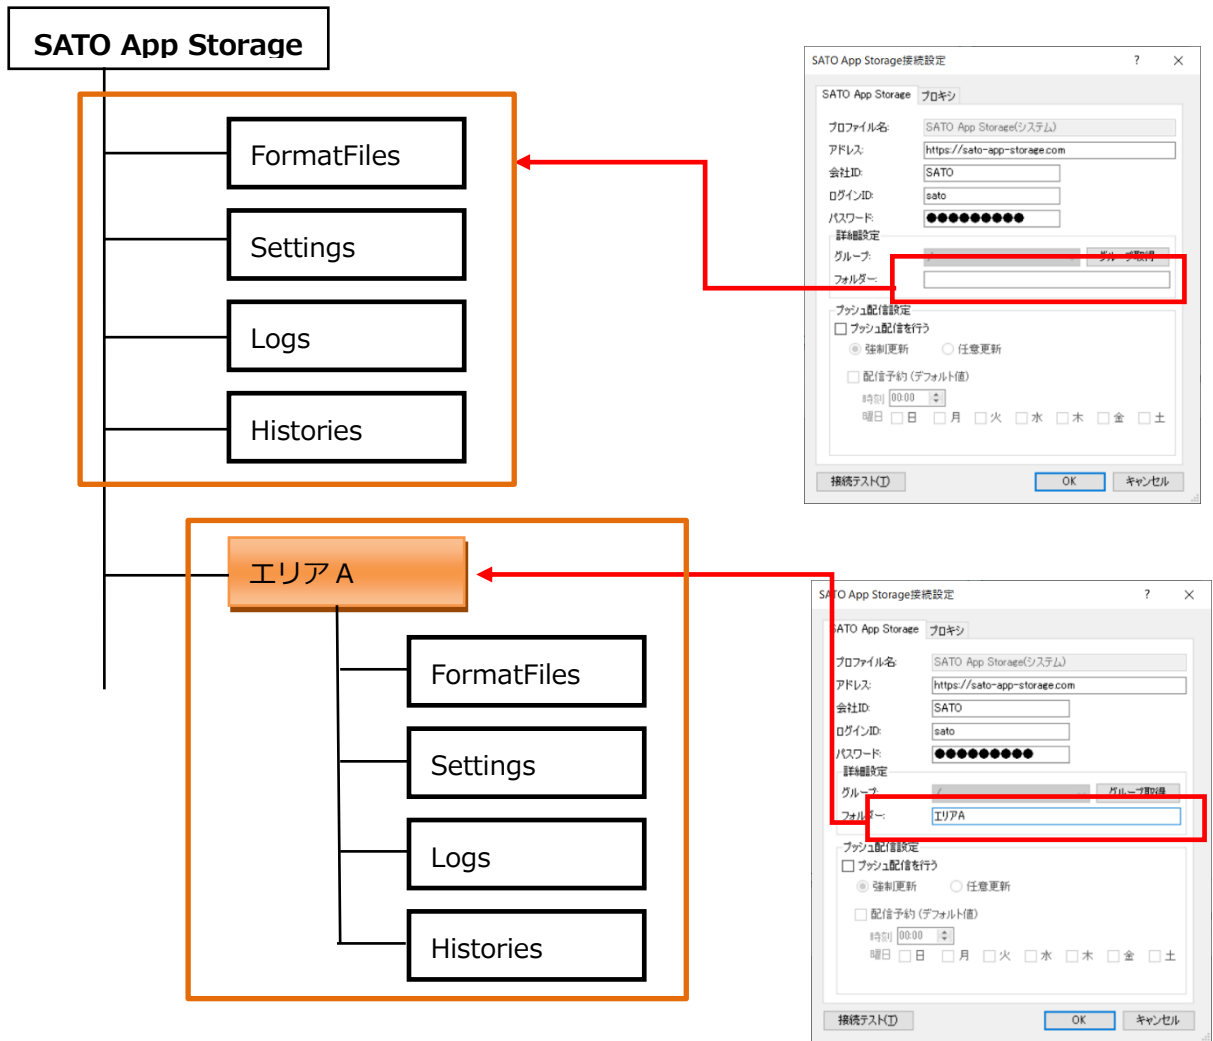 SATO App Storage
FormatFiles
Settings
Logs
Histories
エリアA
FormatFiles
Settings
Logs
Histories
SATO App Storage接続設定
SATO App Storage プロキシ
プロファイル名: SATO App Storage(システム)
アドレス: https://sato-app-storage.com
会社ID: SATO
ログインID: sato
パスワード: ●●●●●●●●●
詳細設定
グループ: / グループ取得
フォルダー:
プッシュ配信設定
プッシュ配信を行う
強制更新 任意更新
配信予約(デフォルト値)
時刻 00:00
曜日 日 月 火 水 木 金 土
接続テスト(T) OK キャンセル
SATO App Storage接続設定
SATO App Storage プロキシ
プロファイル名: SATO App Storage(システム)
アドレス: https://sato-app-storage.com
会社ID: SATO
ログインID: sato
パスワード: ●●●●●●●●●
詳細設定
グループ: / グループ取得
フォルダー: エリアA
プッシュ配信設定
プッシュ配信を行う
強制更新 任意更新
配信予約(デフォルト値)
時刻 00:00
曜日 日 月 火 水 木 金 土
接続テスト(T) OK キャンセル